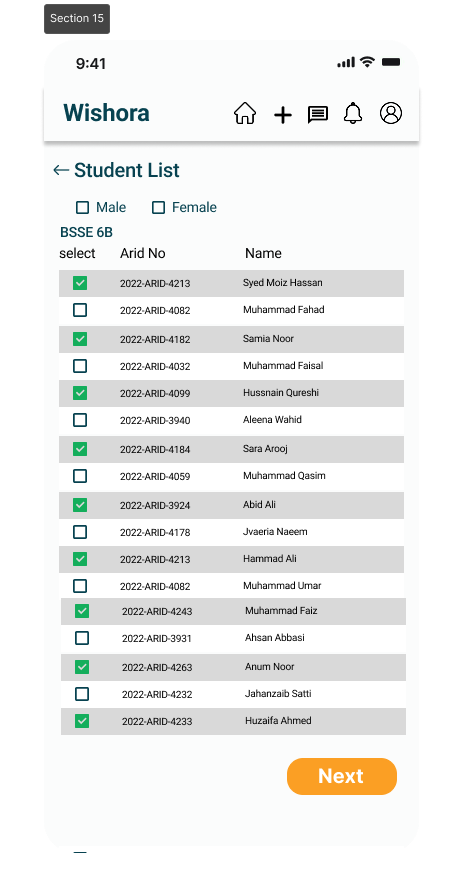 Section 15
9:41
Wishora
Student List
Male Female
BSSE 6B
select Arid No Name
2022-ARID-4213 Syed Moiz Hassan
2022-ARID-4082 Muhammad Fahad
2022-ARID-4182 Samia Noor
2022-ARID-4032 Muhammad Faisal
2022-ARID-4099 Hussnain Qureshi
2022-ARID-3940 Aleena Wahid
2022-ARID-4184 Sara Arooj
2022-ARID-4059 Muhammad Qasim
2022-ARID-3924 Abid Ali
2022-ARID-4178 Jvaeria Naeem
2022-ARID-4213 Hammad Ali
2022-ARID-4082 Muhammad Umar
2022-ARID-4243 Muhammad Faiz
2022-ARID-3931 Ahsan Abbasi
2022-ARID-4263 Anum Noor
2022-ARID-4232 Jahanzaib Satti
2022-ARID-4233 Huzaifa Ahmed
Next